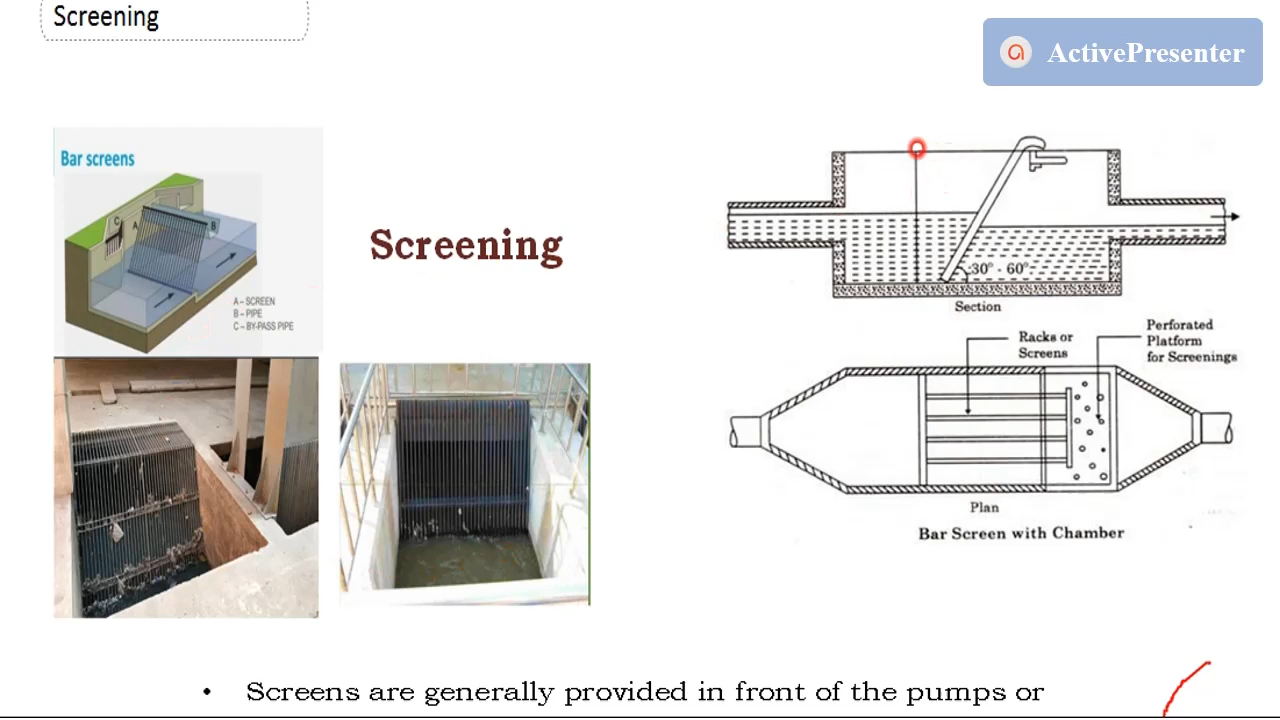 Screening
ActivePresenter
Bar screens
C
A
B
A – SCREEN
B – PIPE
C – BY-PASS PIPE
Screening
30° - 60°
Section
Racks or
Screens
Perforated
Platform
for Screenings
Plan
Bar Screen with Chamber
• Screens are generally provided in front of the pumps or